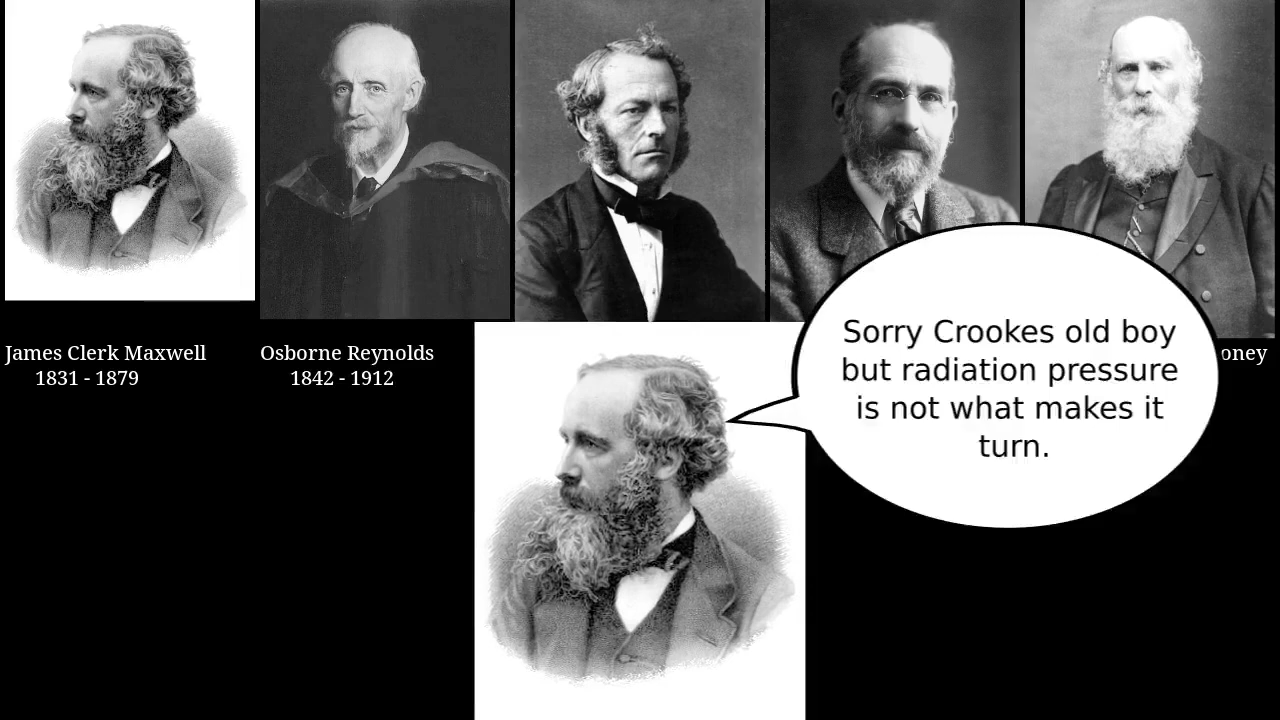 James Clerk Maxwell
1831 - 1879
Osborne Reynolds
1842 - 1912
oney
Sorry Crookes old boy
but radiation pressure
is not what makes it
turn.